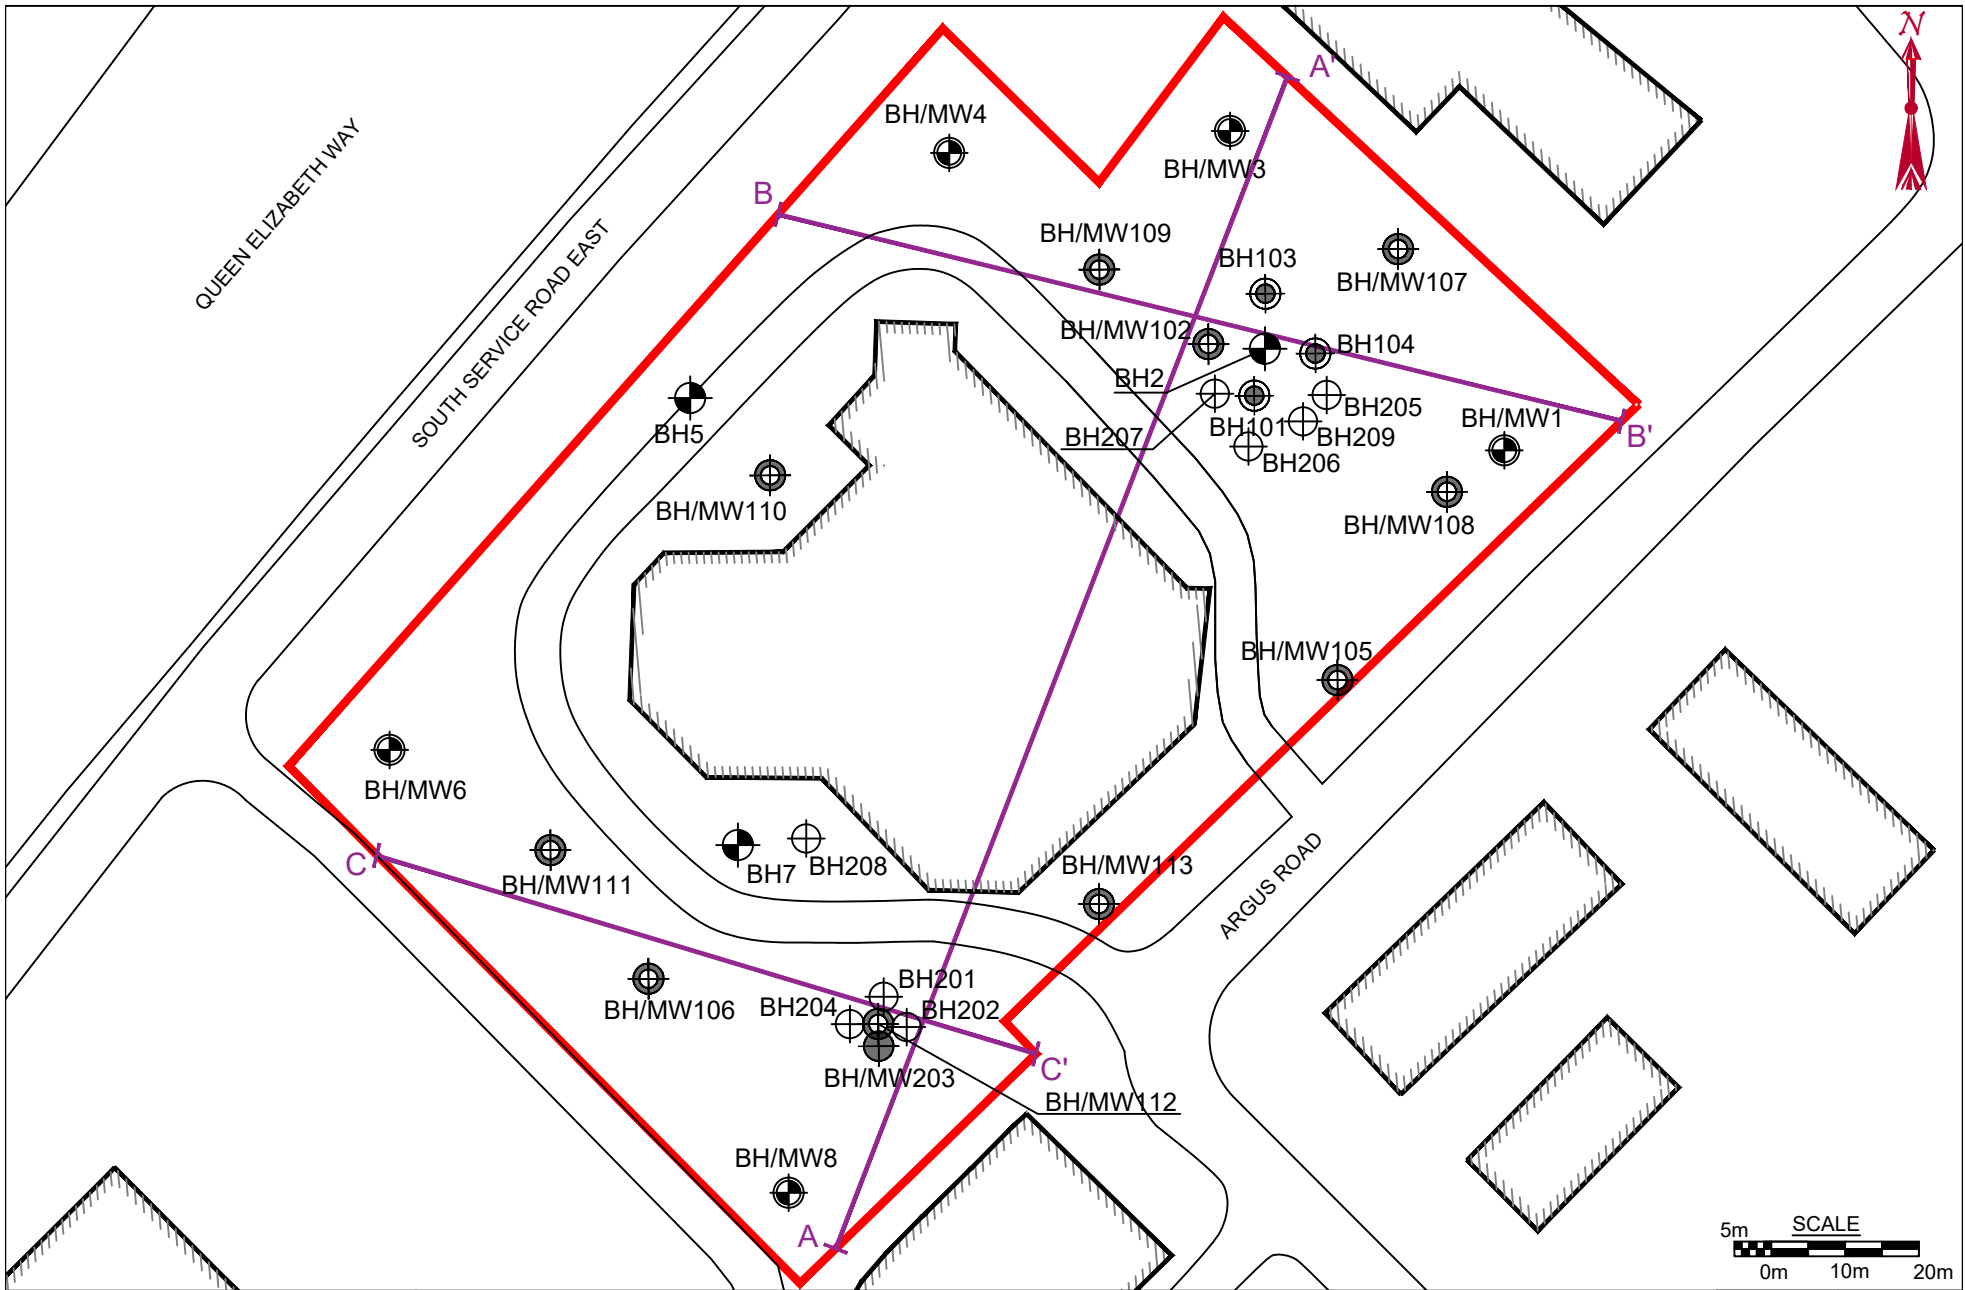 N
A'
BH/MW4
BH/MW3
QUEEN ELIZABETH WAY
B
SOUTH SERVICE ROAD EAST
BH/MW109
BH103
BH/MW107
BH/MW102
BH104
BH2
BH205
BH/MW1
BH5
BH101
BH207
BH209
B'
BH206
BH/MW110
BH/MW108
BH/MW105
BH/MW6
C
BH/MW111
BH7
BH208
BH/MW113
ARGUS ROAD
BH201
BH/MW106
BH204
BH202
C'
BH/MW203
BH/MW112
BH/MW8
A
5m
SCALE
0m
10m
20m